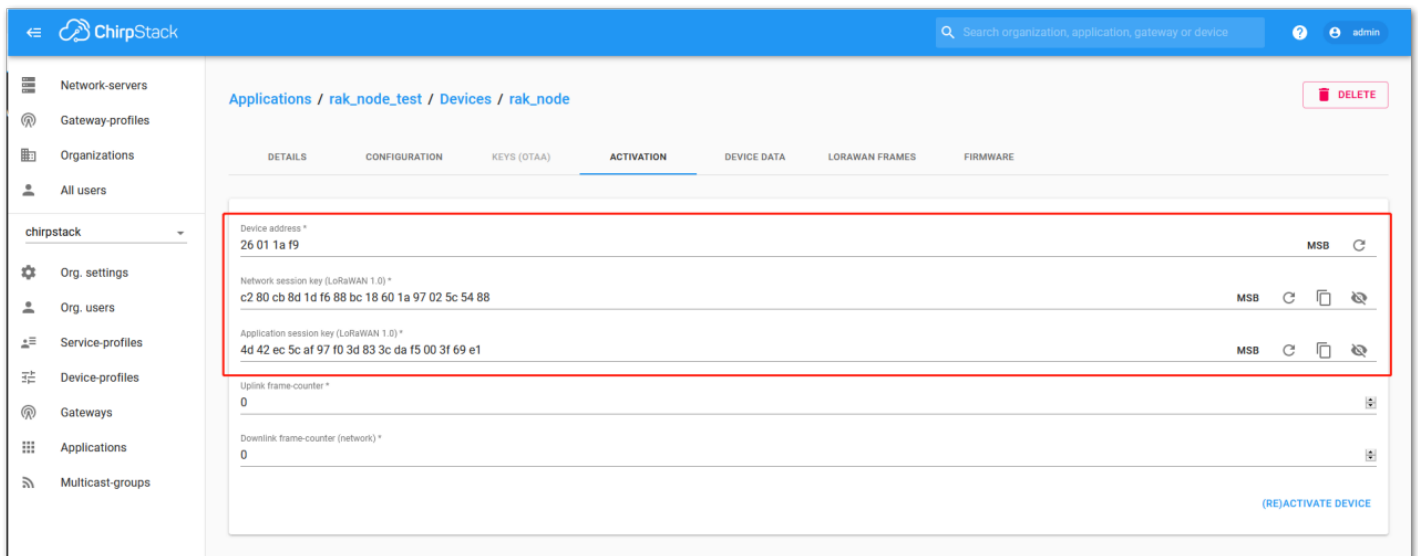 ChirpStack
Search organization, application, gateway or device
? admin
Network-servers
Gateway-profiles
Organizations
All users
chirpstack
Org. settings
Org. users
Service-profiles
Device-profiles
Gateways
Applications
Multicast-groups
Applications / rak_node_test / Devices / rak_node
DELETE
DETAILS CONFIGURATION KEYS (OTAA) ACTIVATION DEVICE DATA LORAWAN FRAMES FIRMWARE
Device address *
26 01 1a f9 MSB
Network session key (LoRaWAN 1.0) *
c2 80 cb 8d 1d f6 88 bc 18 60 1a 97 02 5c 54 88 MSB
Application session key (LoRaWAN 1.0) *
4d 42 ec 5c af 97 f0 3d 83 3c da f5 00 3f 69 e1 MSB
Uplink frame-counter *
0
Downlink frame-counter (network) *
0
(RE)ACTIVATE DEVICE